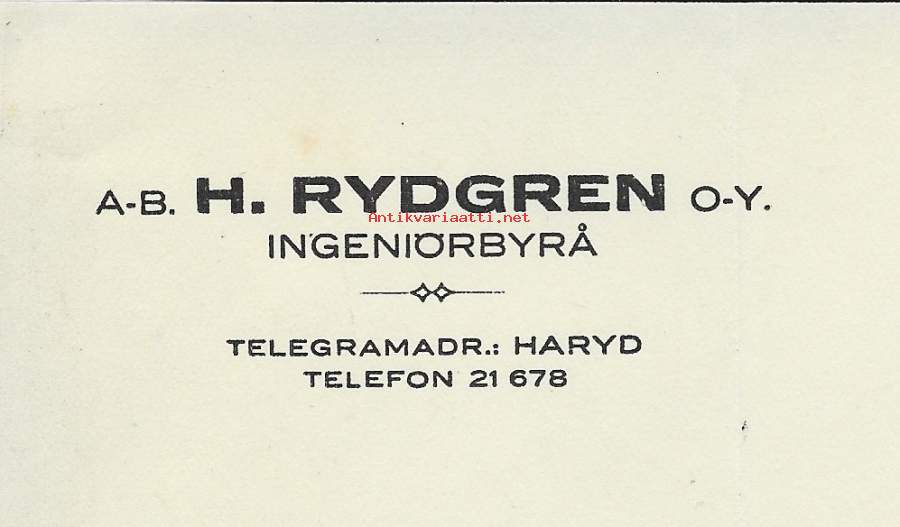 A-B. H. RYDGREN O-Y.
Antikvariaatti.net
INGENIÖRBYRÅ
TELEGRAMADR.: HARYD
TELEFON 21 678